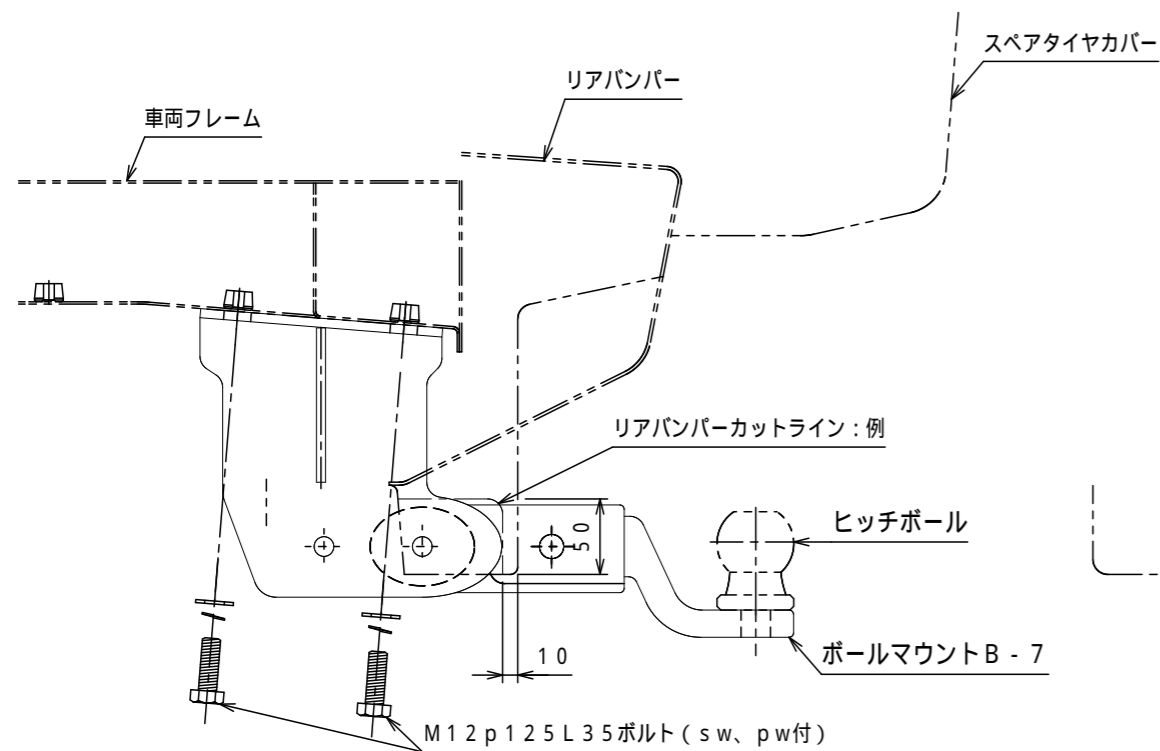 スペアタイヤカバー
リアバンパー
車両フレーム
リアバンパーカットライン：例
50
ヒッチボール
10
ボールマウントB-7
M12p125L35ボルト（sw、pw付）